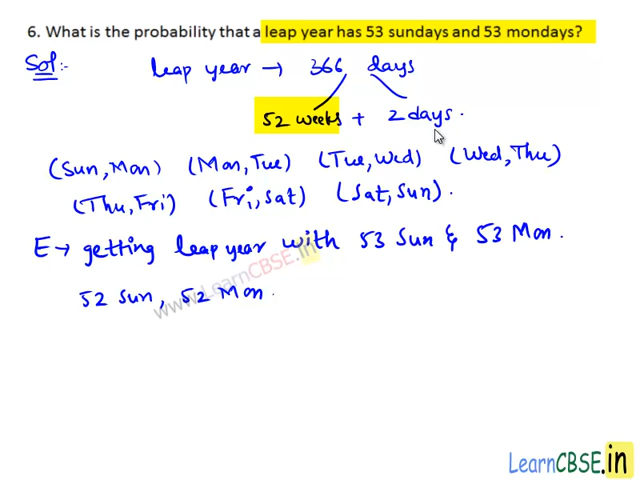 6. What is the probability that a leap year has 53 sundays and 53 mondays?
Sol:-
leap year → 366 days
52 weeks + 2 days.
(Sun, Mon) (Mon, Tue) (Tue, Wed) (Wed, Thu)
(Thu, Fri) (Fri, Sat) (Sat, Sun).
E → getting leap year with 53 Sun & 53 Mon.
52 Sun, 52 Mon.
www.LearnCBSE.in
LearnCBSE.in